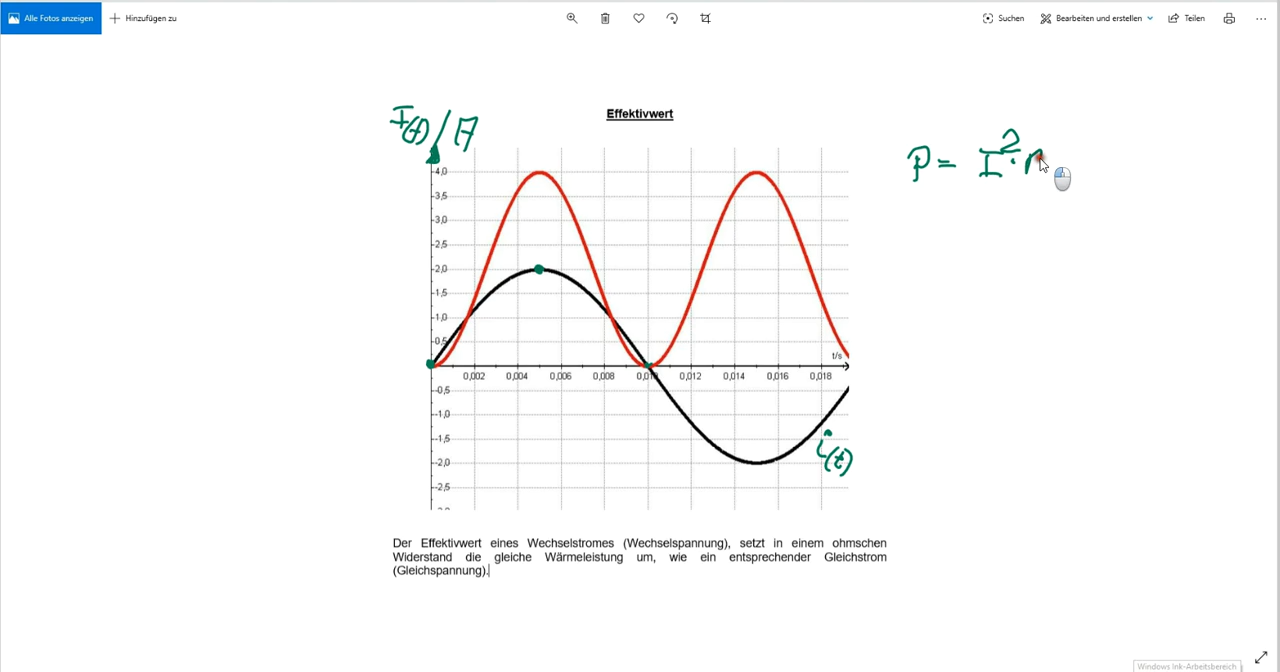 Alle Fotos anzeigen
Hinzufügen zu
Suchen
Bearbeiten und erstellen
Teilen
Effektivwert
I(t) / A
P = I²·R
4,0
3,5
3,0
2,5
2,0
1,5
1,0
0,5
t/s
0,002 0,004 0,006 0,008 0,010 0,012 0,014 0,016 0,018
-0,5
-1,0
-1,5
-2,0
-2,5
i(t)
Der Effektivwert eines Wechselstromes (Wechselspannung), setzt in einem ohmschen
Widerstand die gleiche Wärmeleistung um, wie ein entsprechender Gleichstrom
(Gleichspannung).
Windows Ink-Arbeitsbereich